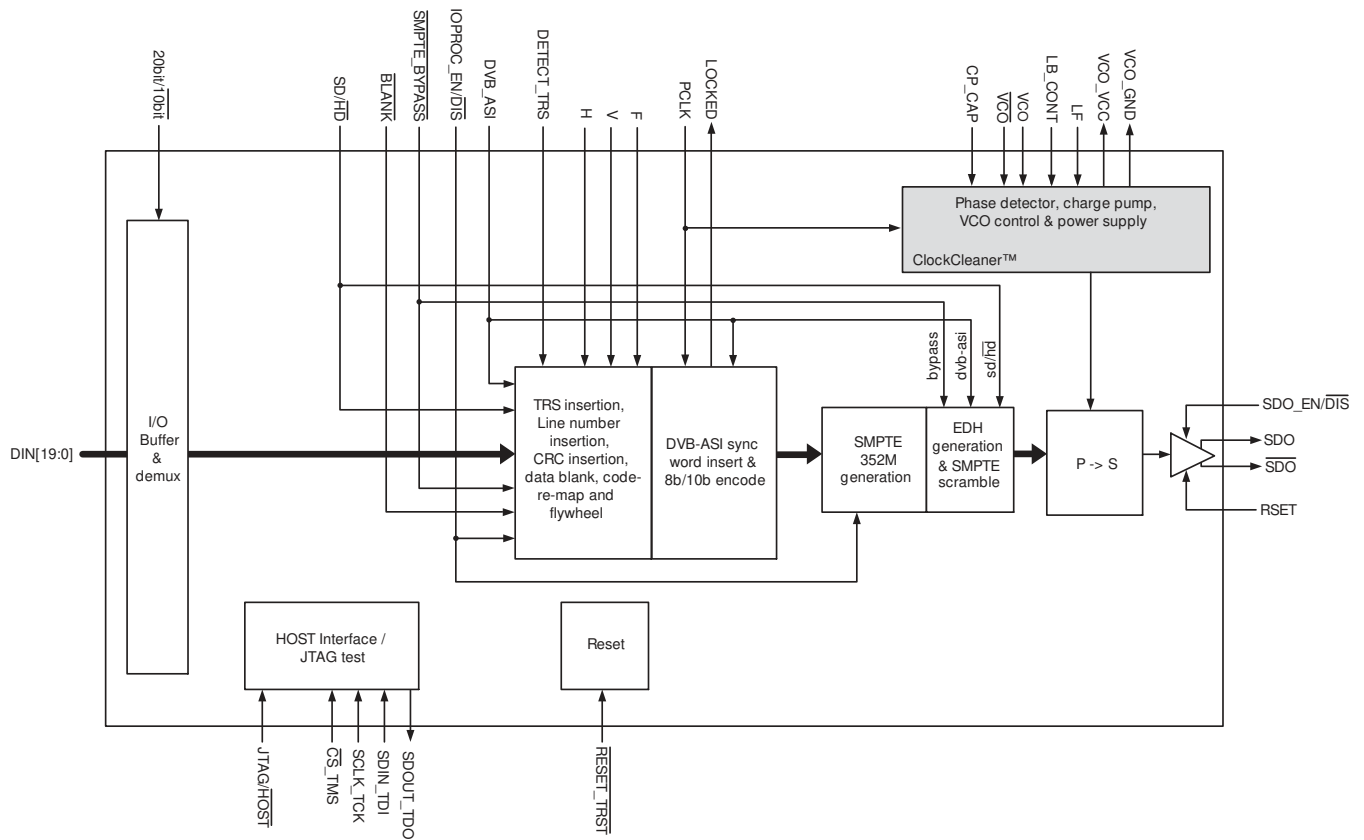 20bit/10bit
SD/HD
BLANK
SMPTE_BYPASS
IOPROC_EN/DIS
DVB_ASI
DETECT_TRS
H
V
F
PCLK
LOCKED
CP_CAP
VCO
VCO
LB_CONT
LF
VCO_VCC
VCO_GND
Phase detector, charge pump,
VCO control & power supply
ClockCleaner™
bypass
dvb-asi
sd/hd
DIN[19:0]
I/O
Buffer
&
demux
TRS insertion,
Line number
insertion,
CRC insertion,
data blank, code-
re-map and
flywheel
DVB-ASI sync
word insert &
8b/10b encode
SMPTE
352M
generation
EDH
generation
& SMPTE
scramble
P -> S
SDO_EN/DIS
SDO
SDO
RSET
HOST Interface /
JTAG test
Reset
JTAG/HOST
CS_TMS
SCLK_TCK
SDIN_TDI
SDOUT_TDO
RESET_TRST